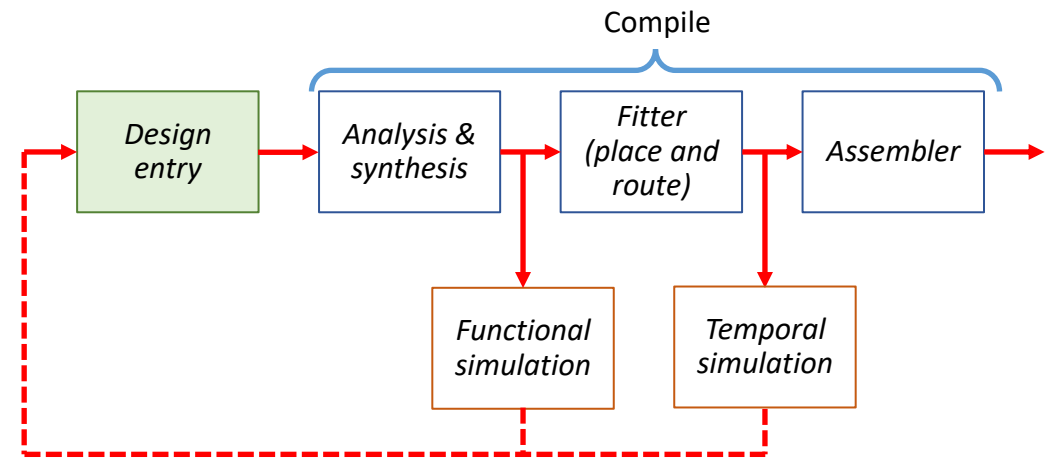 Compile
Design
entry
Analysis &
synthesis
Fitter
(place and
route)
Assembler
Functional
simulation
Temporal
simulation